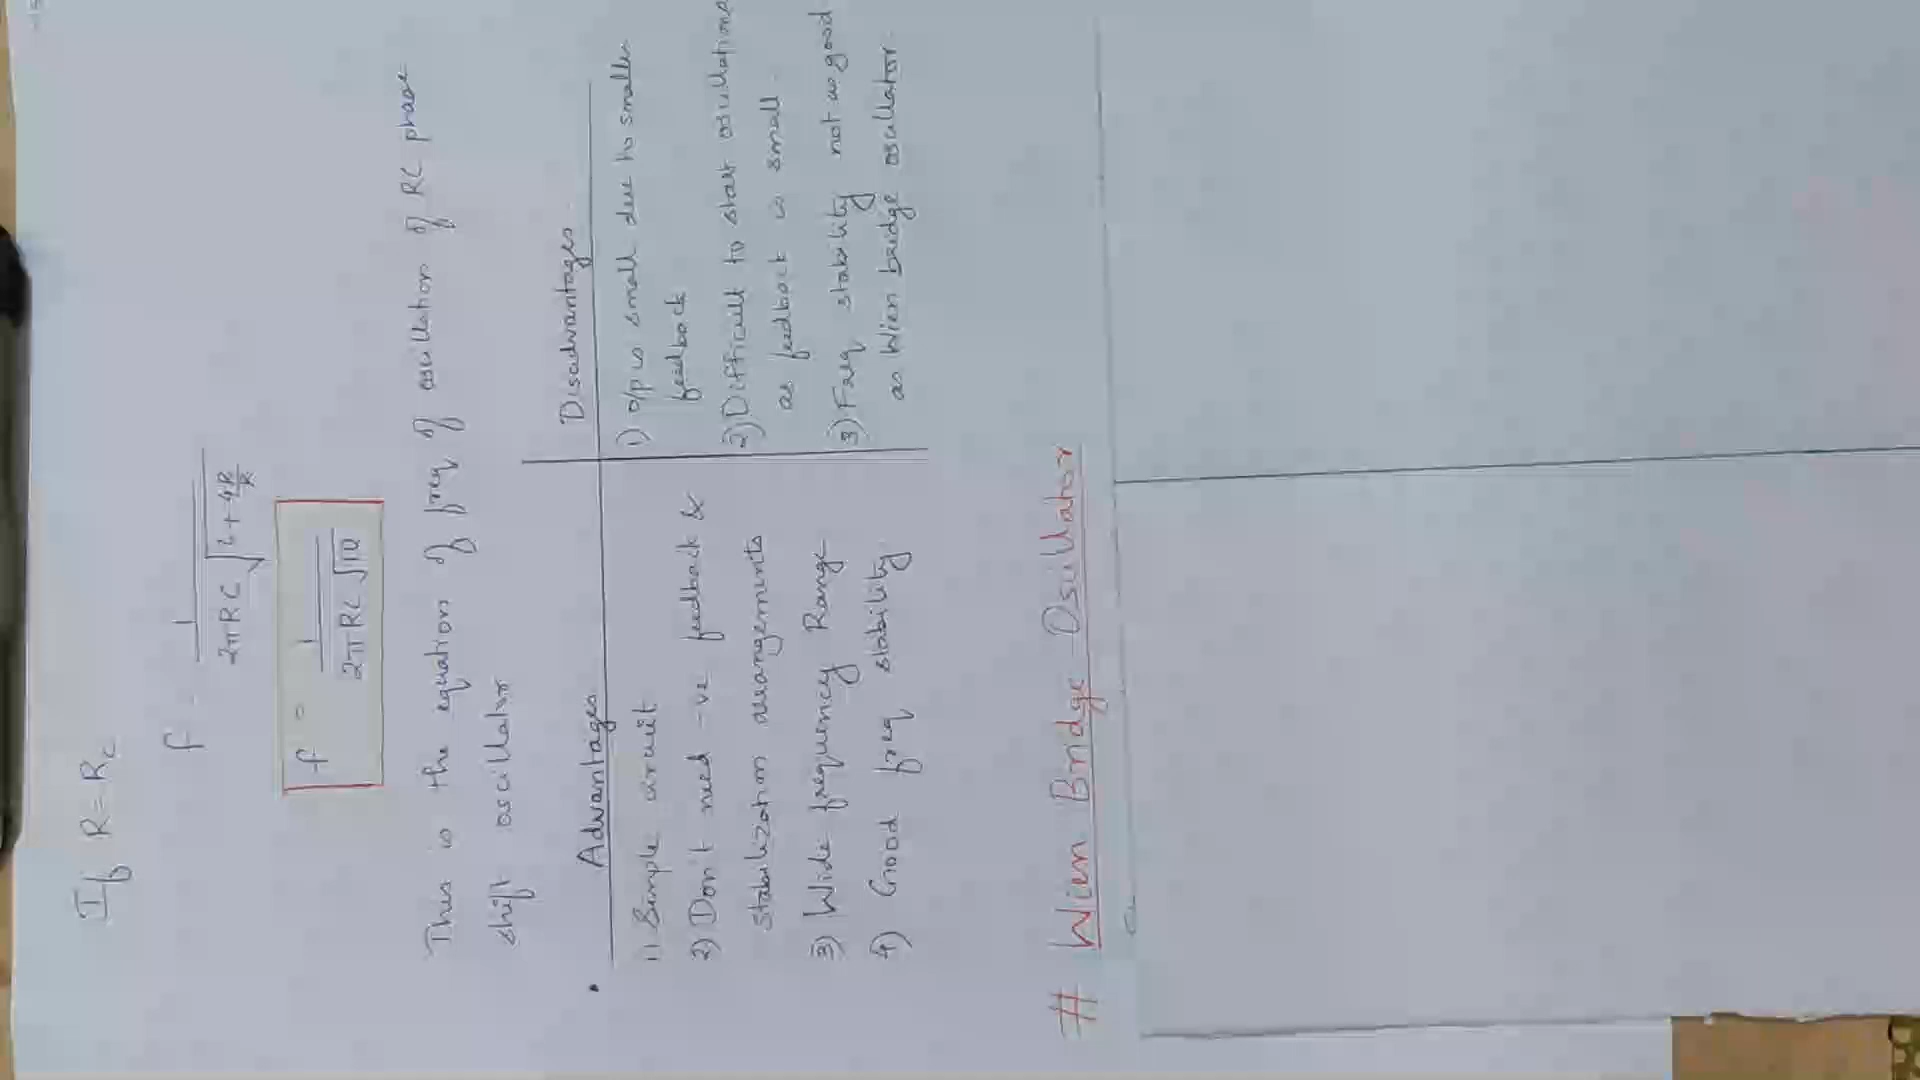 If R = Rc
f = 1 / 2πRC √6+4R/R
f = 1 / 2πRC √10
This is the equation of freq of oscillation of RC phase
shift oscillator
Advantages
1) Simple circuit
2) Don't need -ve feedback &
stabilization arrangements
3) Wide frequency Range
4) Good freq stability
Disadvantages
1) o/p is small due to smaller
feedback
2) Difficult to start oscillations
as feedback is small
3) Freq stability not as good
as Wien bridge oscillator.
# Wien Bridge Oscillator